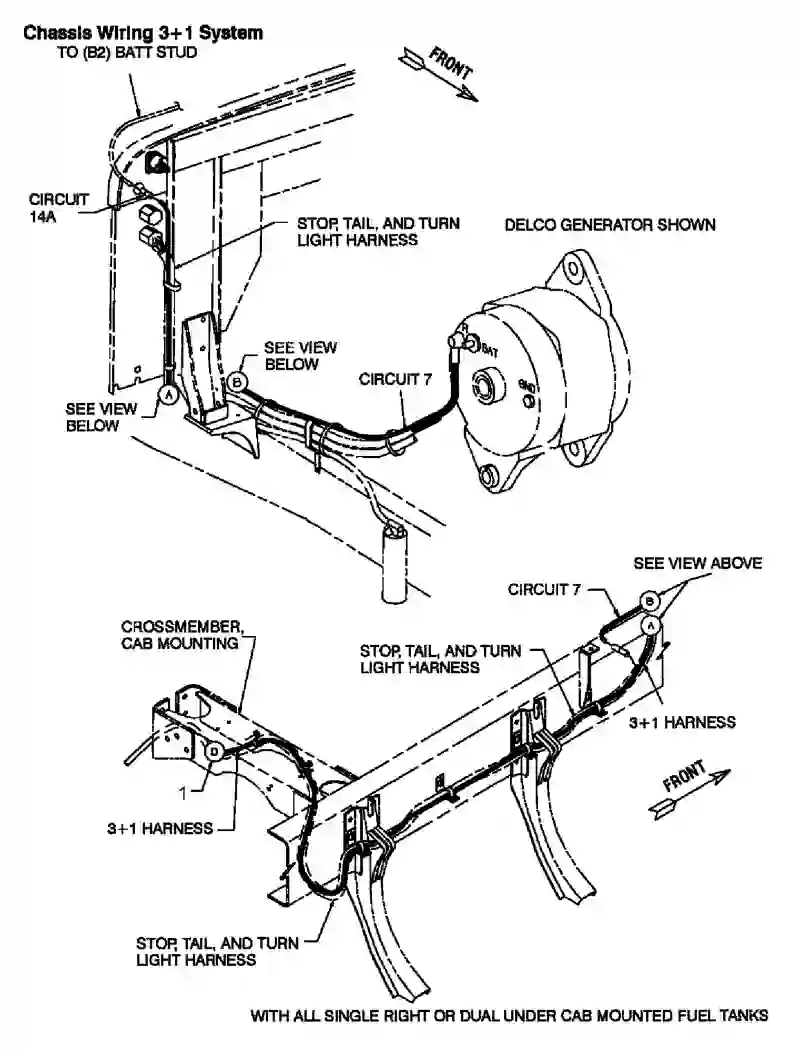 Chassis Wiring 3+1 System
TO (B2) BATT STUD
FRONT
CIRCUIT
14A
STOP, TAIL, AND TURN
LIGHT HARNESS
DELCO GENERATOR SHOWN
R
BAT
GND
SEE VIEW
BELOW
B
CIRCUIT 7
A
SEE VIEW
BELOW
SEE VIEW ABOVE
CIRCUIT 7
B
A
CROSSMEMBER,
CAB MOUNTING
STOP, TAIL, AND TURN
LIGHT HARNESS
3+1 HARNESS
D
1
FRONT
3+1 HARNESS
STOP, TAIL, AND TURN
LIGHT HARNESS
WITH ALL SINGLE RIGHT OR DUAL UNDER CAB MOUNTED FUEL TANKS